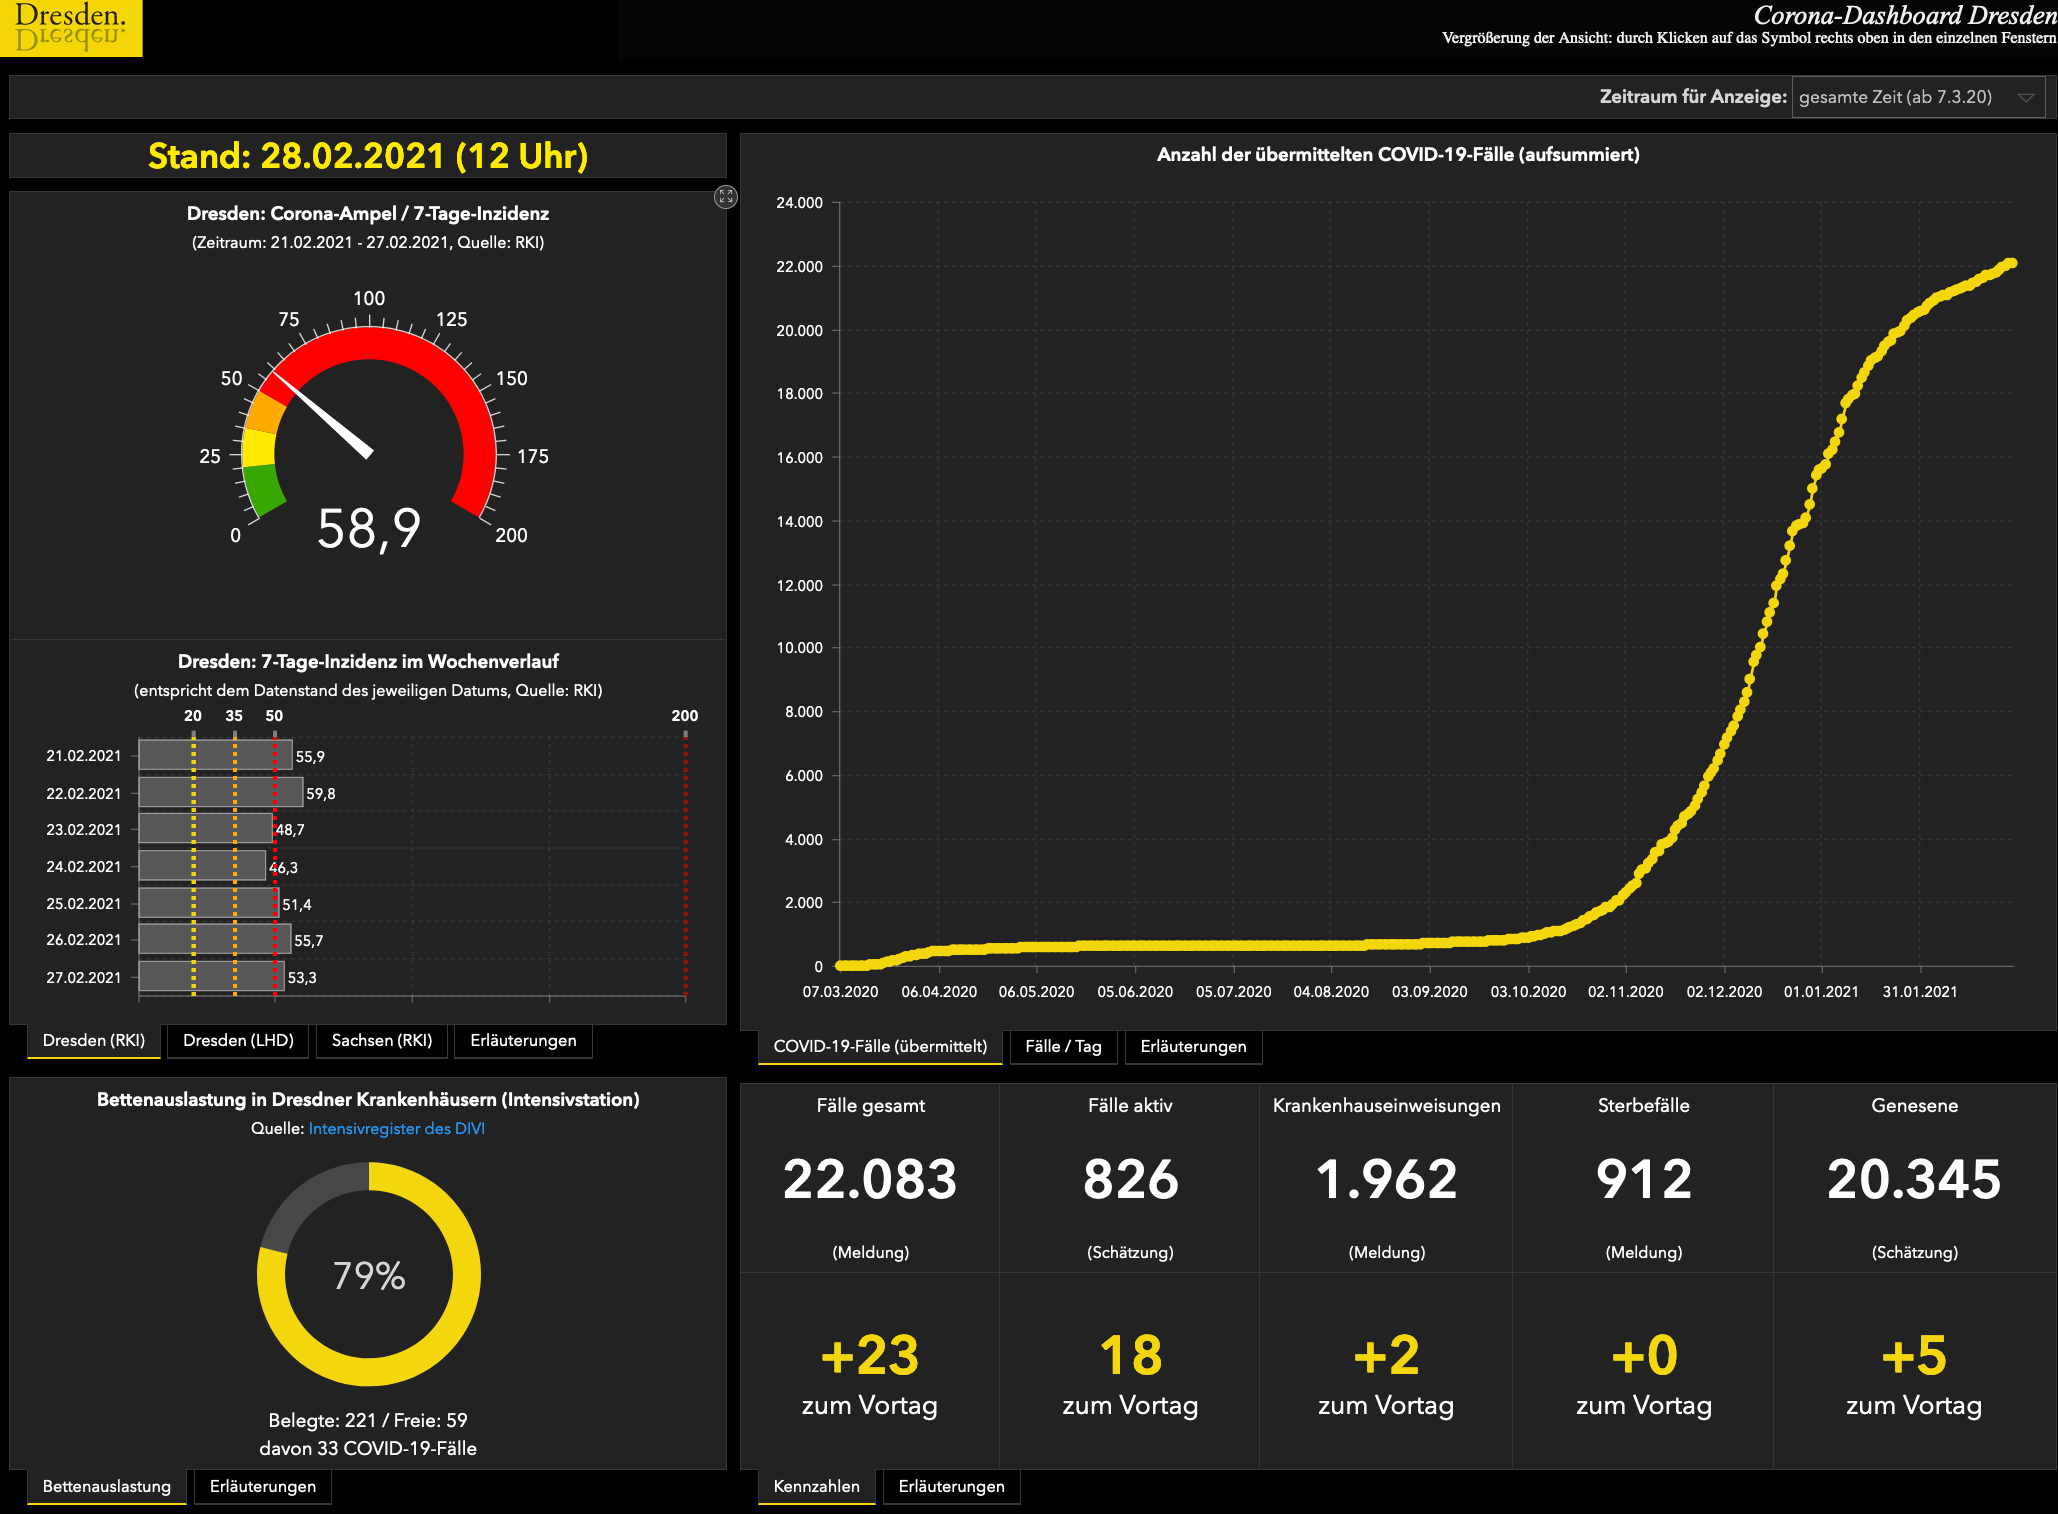 Dresden.
Dresden.
Corona-Dashboard Dresden
Vergrößerung der Ansicht: durch Klicken auf das Symbol rechts oben in den einzelnen Fenstern
Zeitraum für Anzeige: gesamte Zeit (ab 7.3.20)
Stand: 28.02.2021 (12 Uhr)
Dresden: Corona-Ampel / 7-Tage-Inzidenz
(Zeitraum: 21.02.2021 - 27.02.2021, Quelle: RKI)
0
25
50
75
100
125
150
175
200
58,9
Dresden: 7-Tage-Inzidenz im Wochenverlauf
(entspricht dem Datenstand des jeweiligen Datums, Quelle: RKI)
20 35 50 200
21.02.2021 55,9
22.02.2021 59,8
23.02.2021 48,7
24.02.2021 46,3
25.02.2021 51,4
26.02.2021 55,7
27.02.2021 53,3
Dresden (RKI) Dresden (LHD) Sachsen (RKI) Erläuterungen
Anzahl der übermittelten COVID-19-Fälle (aufsummiert)
24.000
22.000
20.000
18.000
16.000
14.000
12.000
10.000
8.000
6.000
4.000
2.000
0
07.03.2020 06.04.2020 06.05.2020 05.06.2020 05.07.2020 04.08.2020 03.09.2020 03.10.2020 02.11.2020 02.12.2020 01.01.2021 31.01.2021
COVID-19-Fälle (übermittelt) Fälle / Tag Erläuterungen
Bettenauslastung in Dresdner Krankenhäusern (Intensivstation)
Quelle: Intensivregister des DIVI
79%
Belegte: 221 / Freie: 59
davon 33 COVID-19-Fälle
Bettenauslastung Erläuterungen
Fälle gesamt
22.083
(Meldung)
+23
zum Vortag
Fälle aktiv
826
(Schätzung)
18
zum Vortag
Krankenhauseinweisungen
1.962
(Meldung)
+2
zum Vortag
Sterbefälle
912
(Meldung)
+0
zum Vortag
Genesene
20.345
(Schätzung)
+5
zum Vortag
Kennzahlen Erläuterungen